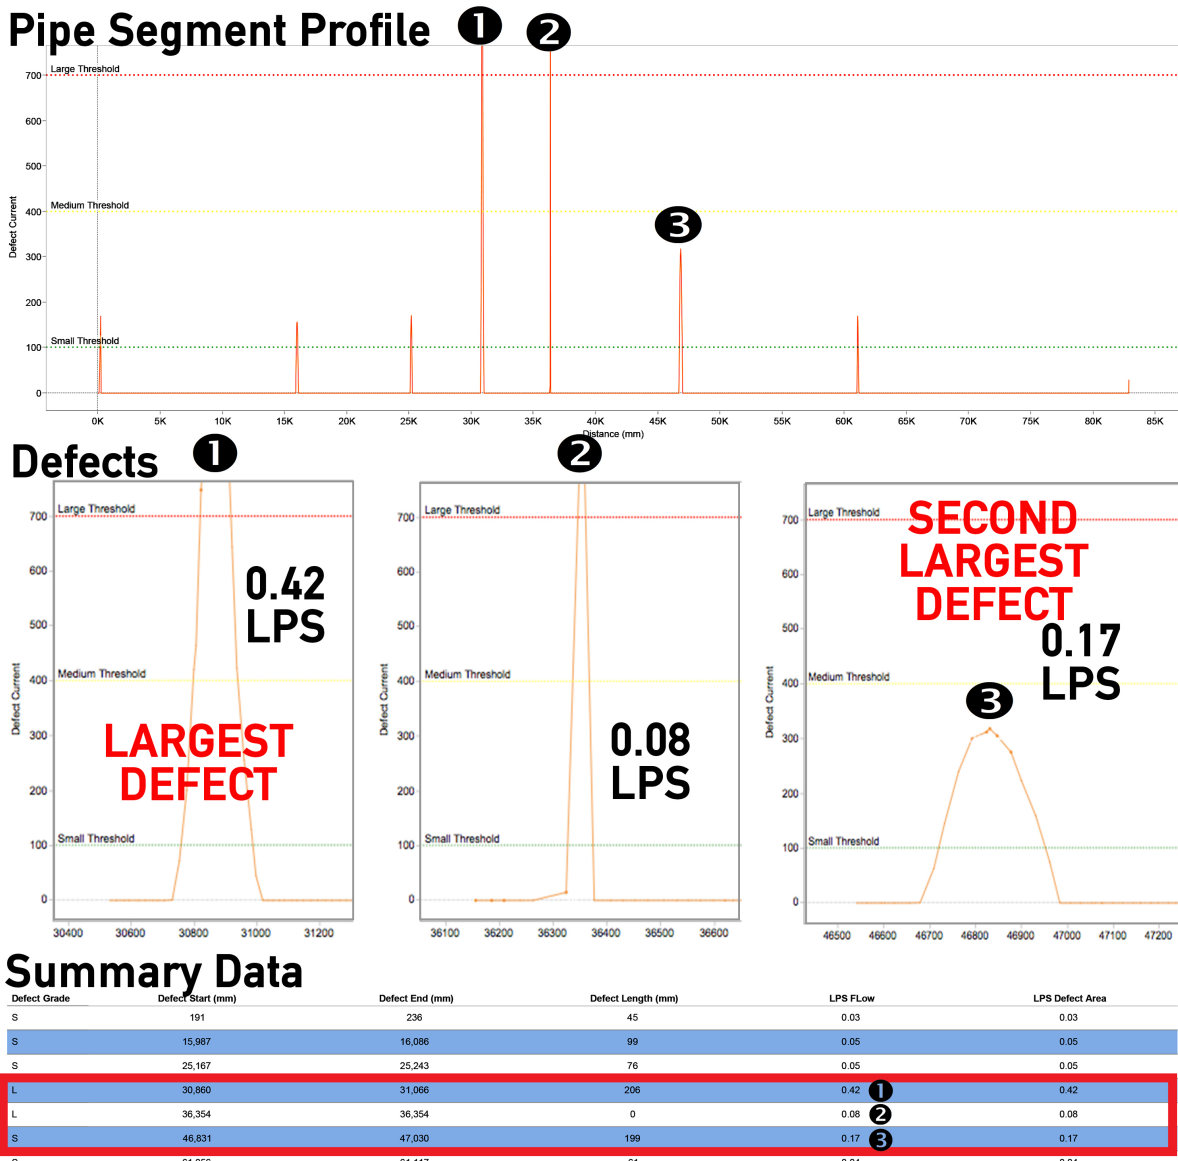 Pipe Segment Profile 1 2
Large Threshold
700
600
500
Medium Threshold
400
3
300
200
Small Threshold
100
0
Defect Current
0K 5K 10K 15K 20K 25K 30K 35K 40K 45K 50K 55K 60K 65K 70K 75K 80K 85K
Distance (mm)
Defects 1 2
Large Threshold
700
600
0.42
LPS
500
Medium Threshold
400
300
LARGEST
DEFECT
200
Small Threshold
100
0
Defect Current
30400 30600 30800 31000 31200
Large Threshold
700
600
500
Medium Threshold
400
300
0.08
LPS
200
Small Threshold
100
0
Defect Current
36100 36200 36300 36400 36500 36600
Large Threshold
700
SECOND
LARGEST
DEFECT
600
500
0.17
LPS
Medium Threshold
400
3
300
200
Small Threshold
100
0
Defect Current
46500 46600 46700 46800 46900 47000 47100 47200
Summary Data
Defect Grade Defect Start (mm) Defect End (mm) Defect Length (mm) LPS FLow LPS Defect Area
S 191 236 45 0.03 0.03
S 15,987 16,086 99 0.05 0.05
S 25,167 25,243 76 0.05 0.05
L 30,860 31,066 206 0.42 1 0.42
L 36,354 36,354 0 0.08 2 0.08
S 46,831 47,030 199 0.17 3 0.17